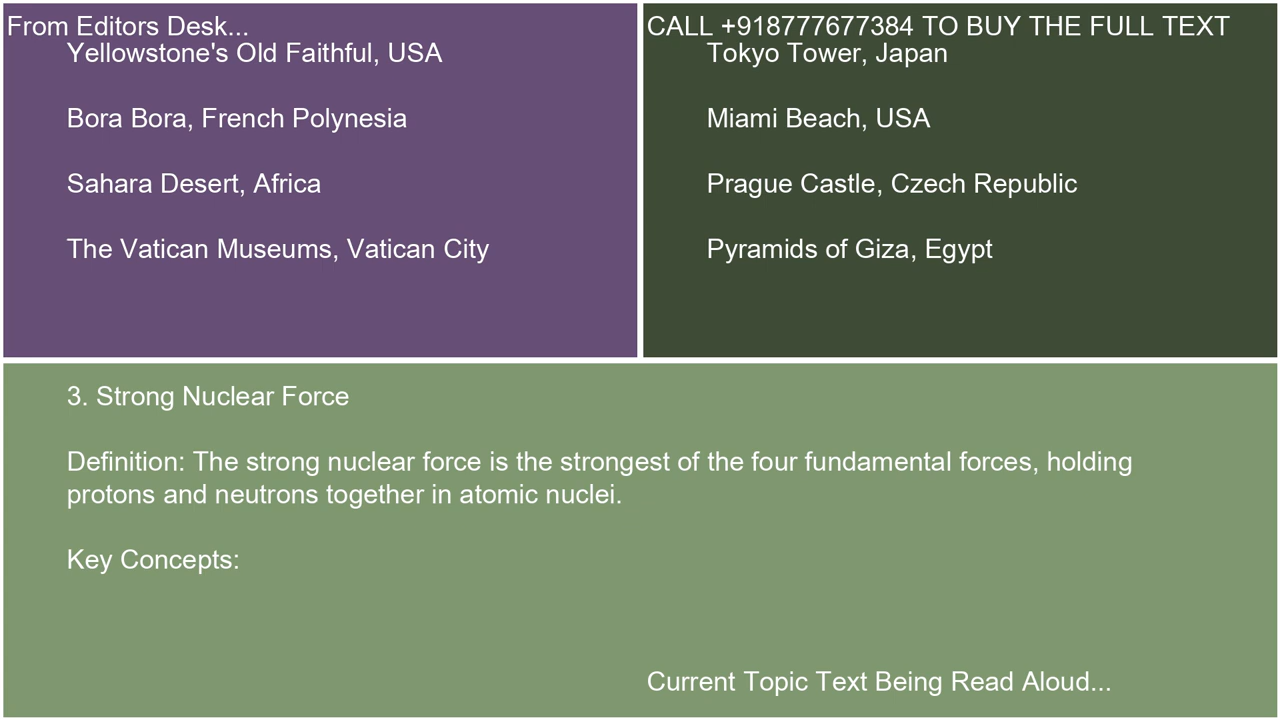 From Editors Desk...
Yellowstone's Old Faithful, USA
Bora Bora, French Polynesia
Sahara Desert, Africa
The Vatican Museums, Vatican City
CALL +918777677384 TO BUY THE FULL TEXT
Tokyo Tower, Japan
Miami Beach, USA
Prague Castle, Czech Republic
Pyramids of Giza, Egypt
3. Strong Nuclear Force
Definition: The strong nuclear force is the strongest of the four fundamental forces, holding
protons and neutrons together in atomic nuclei.
Key Concepts:
Current Topic Text Being Read Aloud...